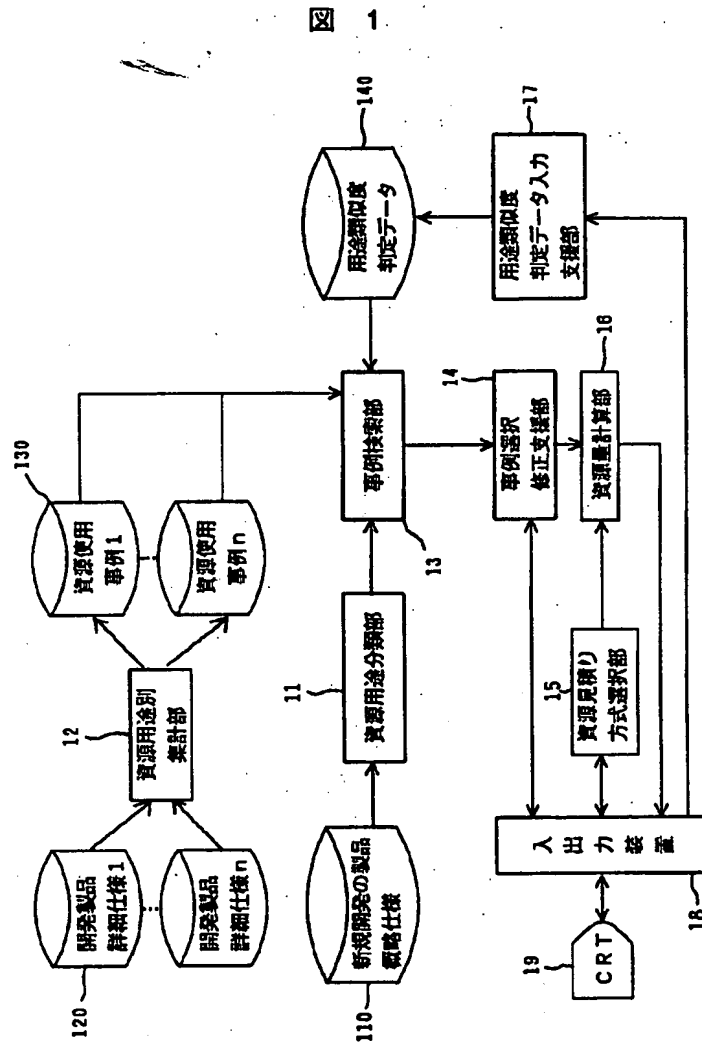 図 1
120
開発製品
詳細仕様1
開発製品
詳細仕様n
12
資源用途別
集計部
130
資源使用
事例1
資源使用
事例n
110
新規開発の製品
概略仕様
11
資源用途分類部
13
事例検索部
140
用途類似度
判定データ
14
事例選択
修正支援部
15
資源見積り
方式選択部
16
資源量計算部
17
用途類似度
判定データ入力
支援部
18
入出力装置
19
CRT